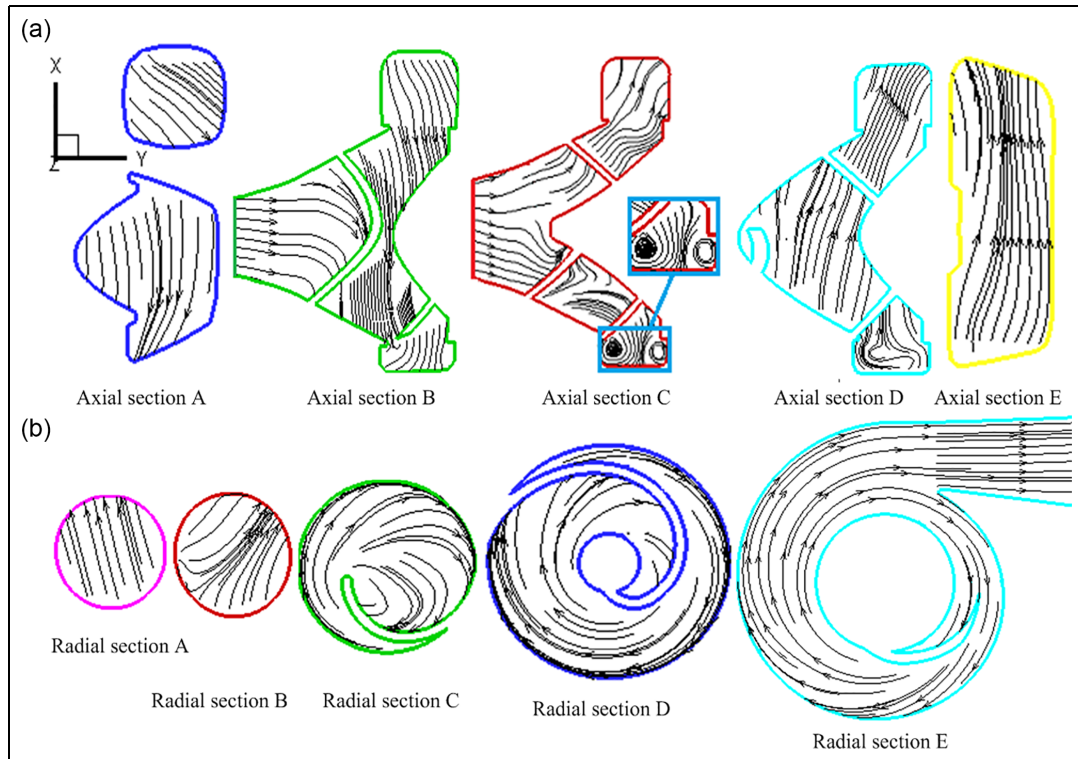 (a)
X
Z
Y
Axial section A
Axial section B
Axial section C
Axial section D
Axial section E
(b)
Radial section A
Radial section B
Radial section C
Radial section D
Radial section E